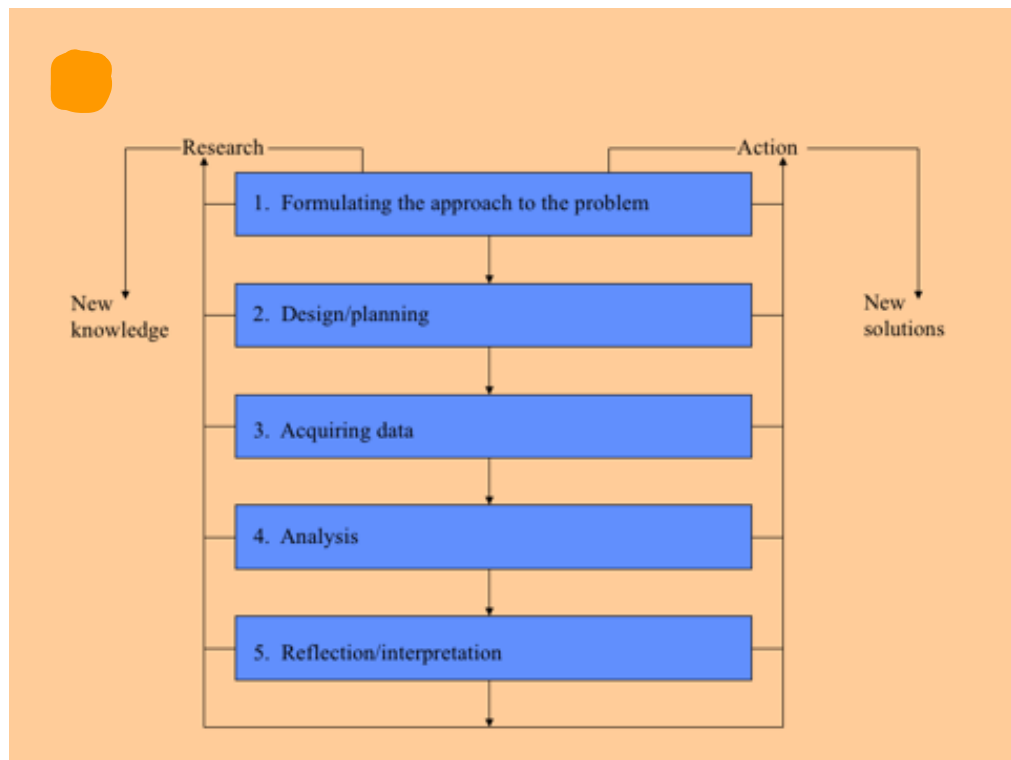 Research
Action
1. Formulating the approach to the problem
New
knowledge
New
solutions
2. Design/planning
3. Acquiring data
4. Analysis
5. Reflection/interpretation